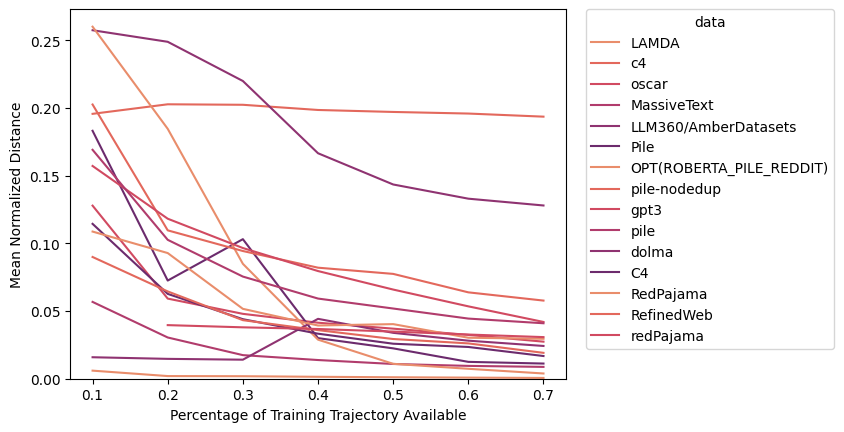 data
LAMDA
c4
oscar
MassiveText
LLM360/AmberDatasets
Pile
OPT(ROBERTA_PILE_REDDIT)
pile-nodedup
gpt3
pile
dolma
C4
RedPajama
RefinedWeb
redPajama
Mean Normalized Distance
0.25
0.20
0.15
0.10
0.05
0.00
0.1 0.2 0.3 0.4 0.5 0.6 0.7
Percentage of Training Trajectory Available